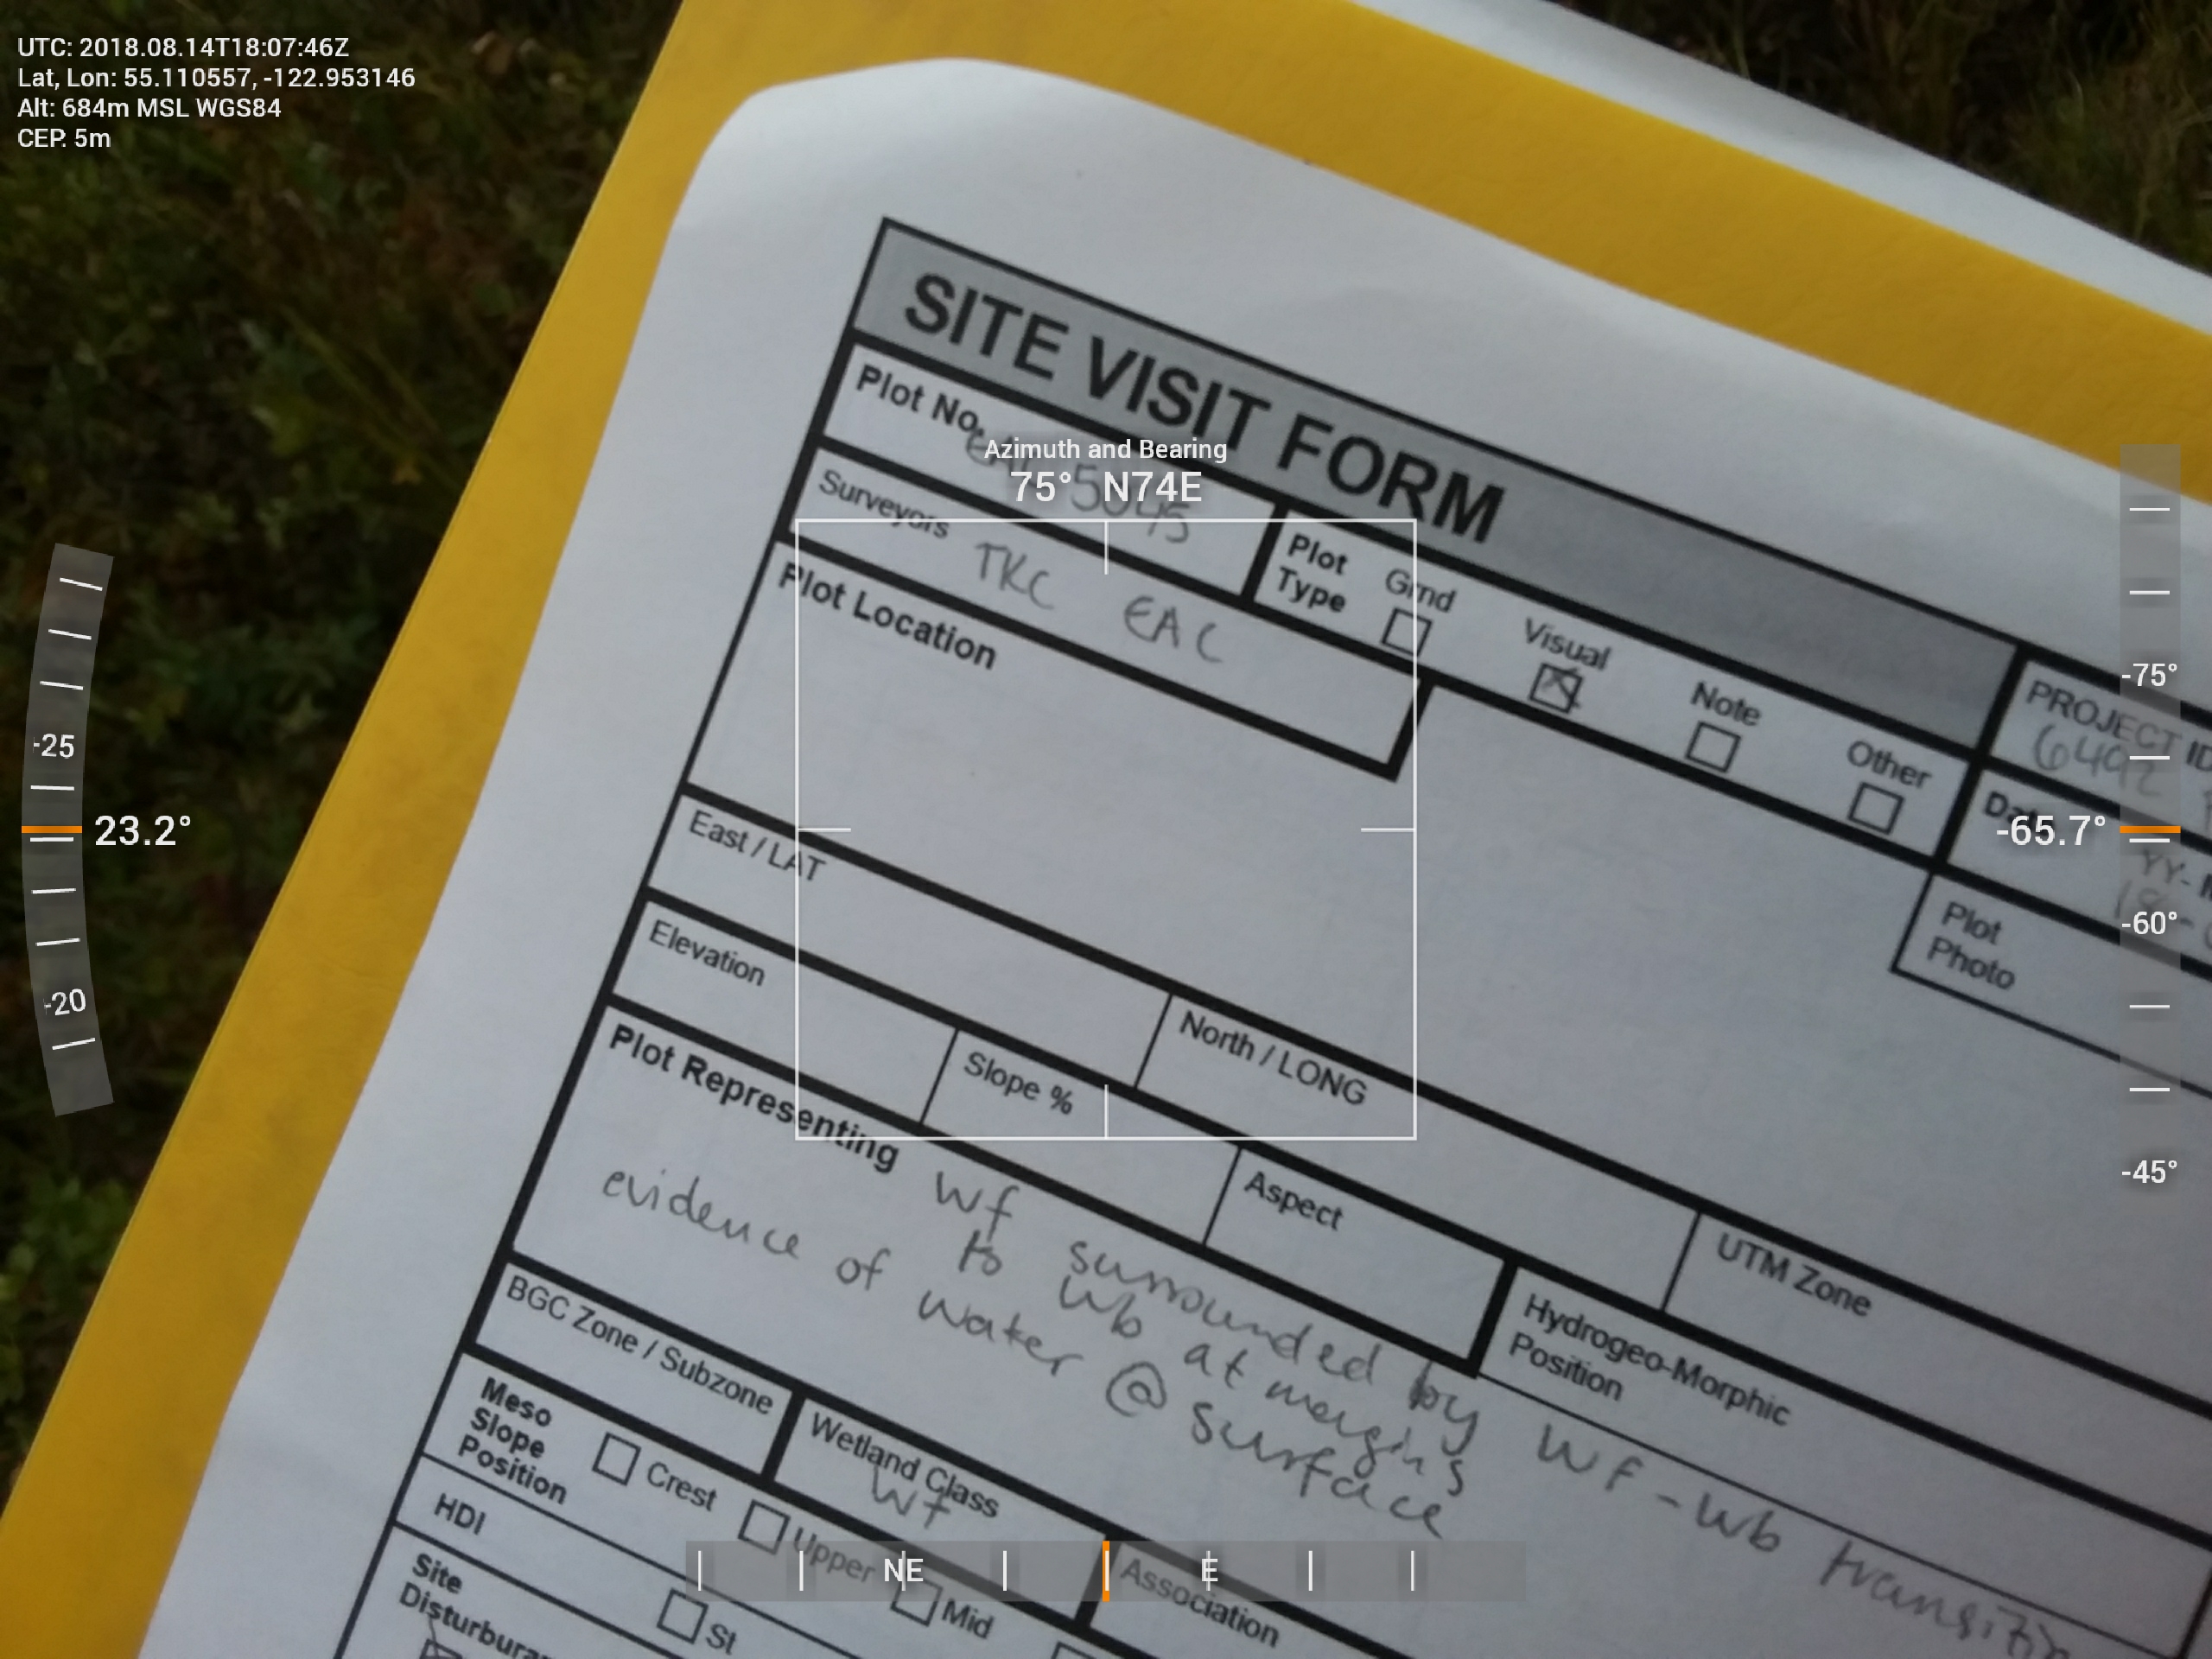 UTC: 2018.08.14T18:07:46Z
Lat, Lon: 55.110557, -122.953146
Alt: 684m MSL WGS84
CEP: 5m
SITE VISIT FORM
Plot No.
5045
Azimuth and Bearing
75° N74E
Surveyors TKC EAC
Plot Type
Grnd
Visual
Note
Other
PROJECT ID
6492
Date
YY-
Plot Location
Plot Photo
East / LAT
North / LONG
UTM Zone
Elevation
Slope %
Aspect
Hydrogeo-Morphic Position
Plot Representing Wf surrounded by Wf-Wb
to Wb at margins
evidence of water @ surface
BGC Zone / Subzone
Wetland Class
Wf
Association
Meso Slope Position
Crest
Upper
Mid
HDI
St
Site
-25
23.2°
-20
-75°
-65.7°
-60°
-45°
NE
E